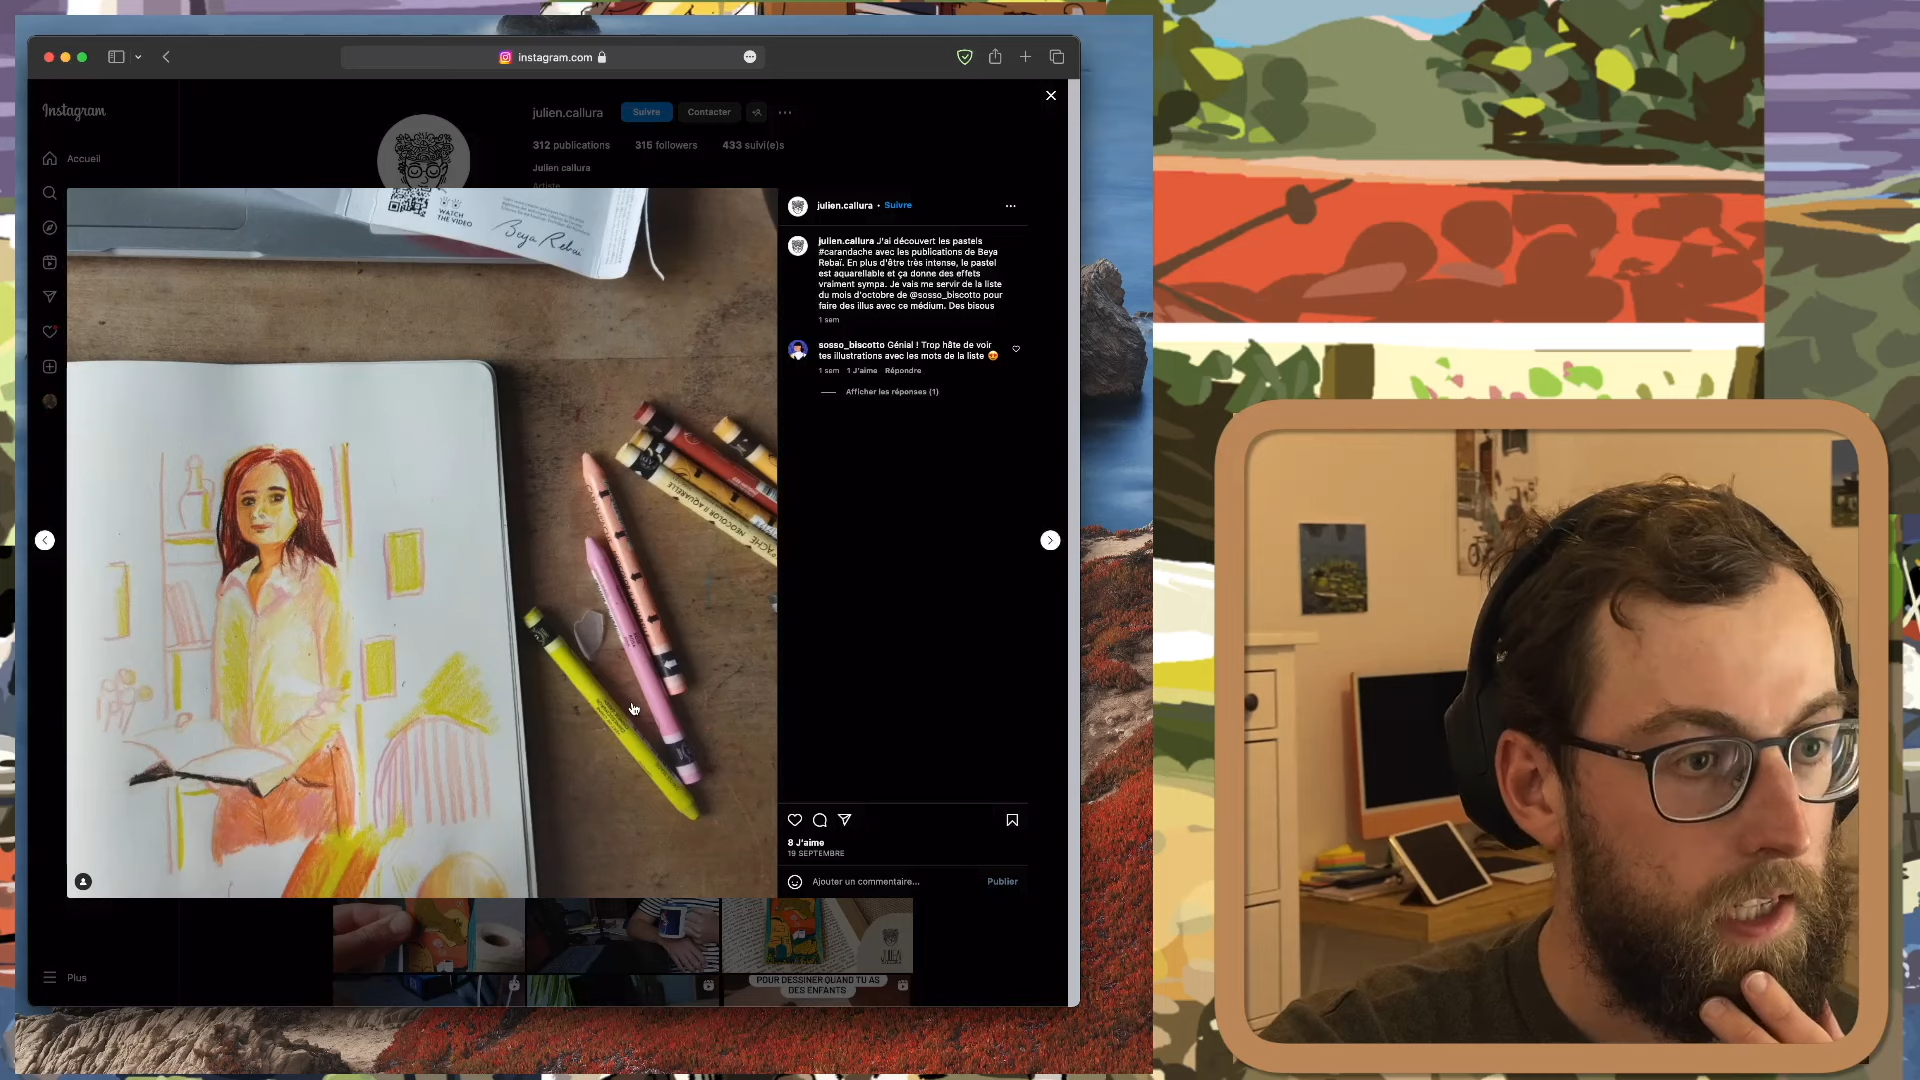 instagram.com
Instagram
julien.callura
Suivre
Contacter
312 publications
315 followers
433 suivi(e)s
Julien callura
Artiste
Accueil
WATCH
THE VIDEO
Beya Rebaï
julien.callura • Suivre
julien.callura J'ai découvert les pastels
#carandache avec les publications de Beya
Rebaï. En plus d'être très intense, le pastel
est aquarellable et ça donne des effets
vraiment sympa. Je vais me servir de la liste
du mois d'octobre de @sosso_biscotto pour
faire des illus avec ce médium. Des bisous
1 sem
sosso_biscotto Génial ! Trop hâte de voir
tes illustrations avec les mots de la liste
1 sem 1 J'aime Répondre
Afficher les réponses (1)
NEOCOLOR II AQUARELLE
8 J'aime
19 SEPTEMBRE
Ajouter un commentaire...
Publier
Plus
POUR DESSINER QUAND TU AS
DES ENFANTS